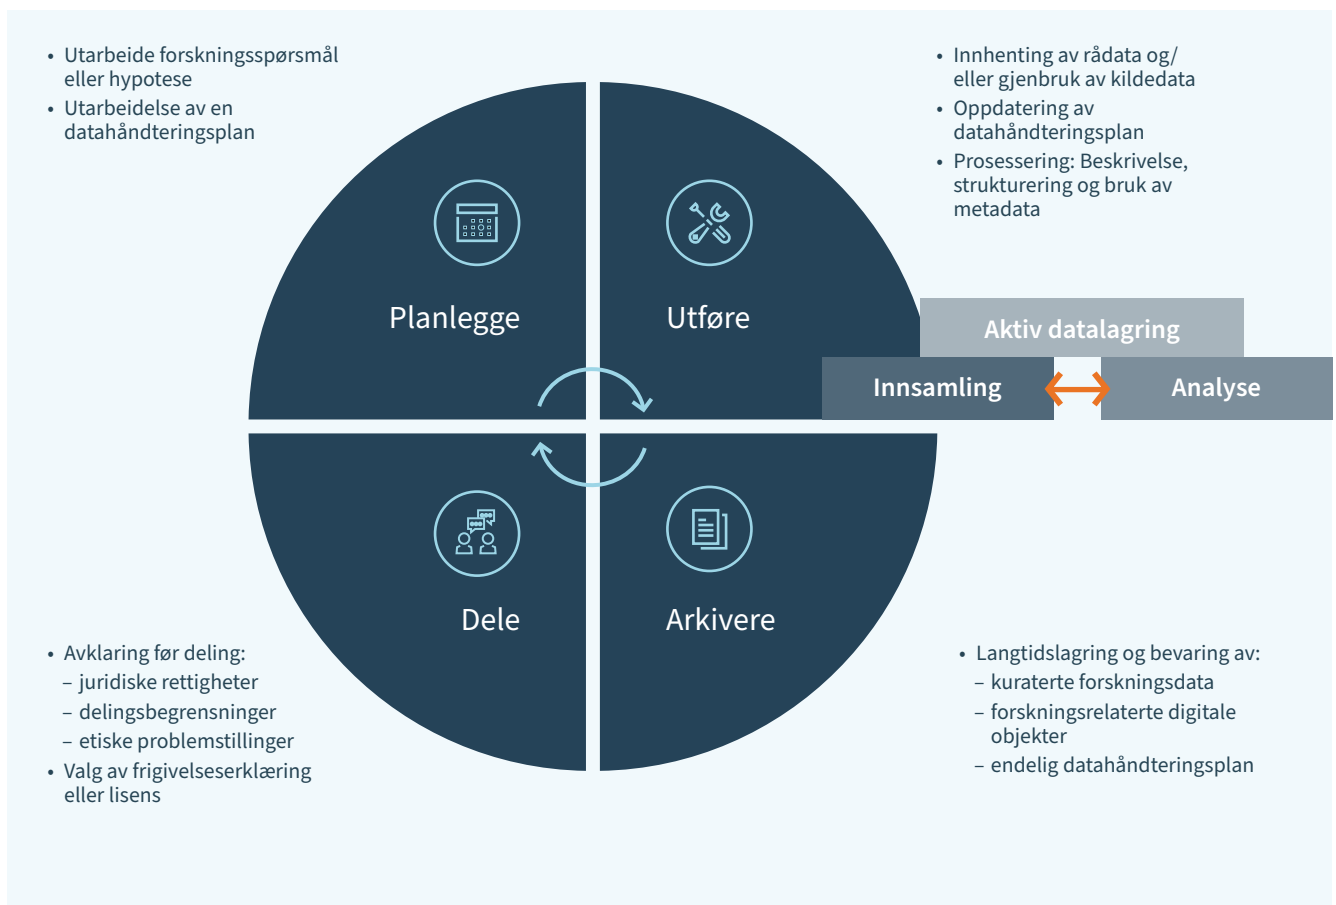 • Utarbeide forskningsspørsmål
eller hypotese
• Utarbeidelse av en
datahåndteringsplan
• Innhenting av rådata og/
eller gjenbruk av kildedata
• Oppdatering av
datahåndteringsplan
• Prosessering: Beskrivelse,
strukturering og bruk av
metadata
Planlegge
Utføre
Aktiv datalagring
Innsamling
Analyse
Dele
Arkivere
• Avklaring før deling:
– juridiske rettigheter
– delingsbegrensninger
– etiske problemstillinger
• Valg av frigivelseserklæring
eller lisens
• Langtidslagring og bevaring av:
– kuraterte forskningsdata
– forskningsrelaterte digitale
objekter
– endelig datahåndteringsplan